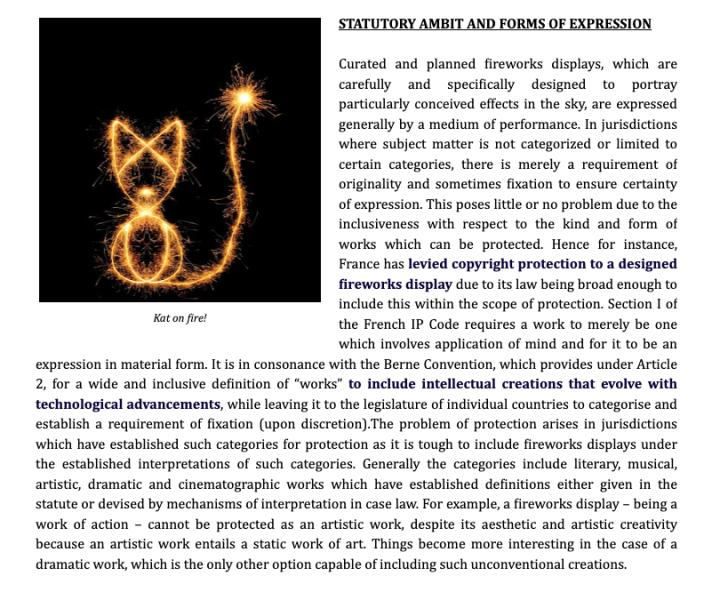 STATUTORY AMBIT AND FORMS OF EXPRESSION
Curated and planned fireworks displays, which are
carefully and specifically designed to portray
particularly conceived effects in the sky, are expressed
generally by a medium of performance. In jurisdictions
where subject matter is not categorized or limited to
certain categories, there is merely a requirement of
originality and sometimes fixation to ensure certainty
of expression. This poses little or no problem due to the
inclusiveness with respect to the kind and form of
works which can be protected. Hence for instance,
France has levied copyright protection to a designed
fireworks display due to its law being broad enough to
include this within the scope of protection. Section I of
the French IP Code requires a work to merely be one
which involves application of mind and for it to be an
Kat on fire!
expression in material form. It is in consonance with the Berne Convention, which provides under Article
2, for a wide and inclusive definition of “works” to include intellectual creations that evolve with
technological advancements, while leaving it to the legislature of individual countries to categorise and
establish a requirement of fixation (upon discretion).The problem of protection arises in jurisdictions
which have established such categories for protection as it is tough to include fireworks displays under
the established interpretations of such categories. Generally the categories include literary, musical,
artistic, dramatic and cinematographic works which have established definitions either given in the
statute or devised by mechanisms of interpretation in case law. For example, a fireworks display – being a
work of action – cannot be protected as an artistic work, despite its aesthetic and artistic creativity
because an artistic work entails a static work of art. Things become more interesting in the case of a
dramatic work, which is the only other option capable of including such unconventional creations.